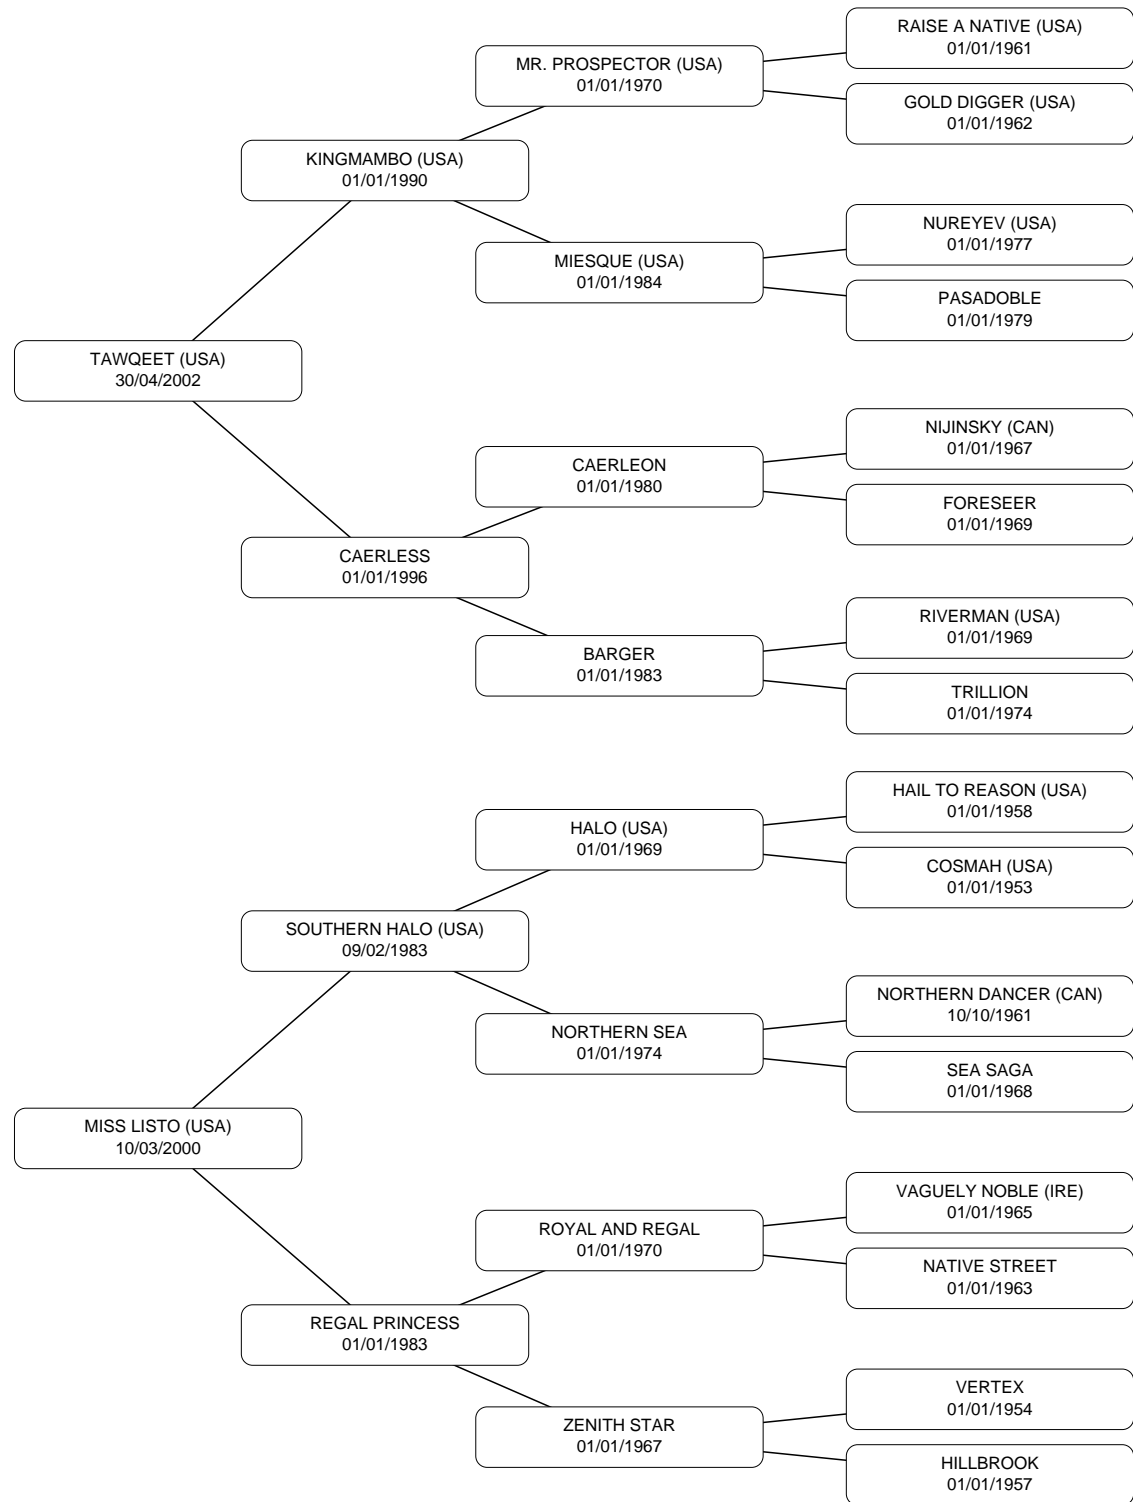 RAISE A NATIVE (USA)
01/01/1961
MR. PROSPECTOR (USA)
01/01/1970
GOLD DIGGER (USA)
01/01/1962
KINGMAMBO (USA)
01/01/1990
NUREYEV (USA)
01/01/1977
MIESQUE (USA)
01/01/1984
PASADOBLE
01/01/1979
TAWQEET (USA)
30/04/2002
NIJINSKY (CAN)
01/01/1967
CAERLEON
01/01/1980
FORESEER
01/01/1969
CAERLESS
01/01/1996
RIVERMAN (USA)
01/01/1969
BARGER
01/01/1983
TRILLION
01/01/1974
HAIL TO REASON (USA)
01/01/1958
HALO (USA)
01/01/1969
COSMAH (USA)
01/01/1953
SOUTHERN HALO (USA)
09/02/1983
NORTHERN DANCER (CAN)
10/10/1961
NORTHERN SEA
01/01/1974
SEA SAGA
01/01/1968
MISS LISTO (USA)
10/03/2000
VAGUELY NOBLE (IRE)
01/01/1965
ROYAL AND REGAL
01/01/1970
NATIVE STREET
01/01/1963
REGAL PRINCESS
01/01/1983
VERTEX
01/01/1954
ZENITH STAR
01/01/1967
HILLBROOK
01/01/1957